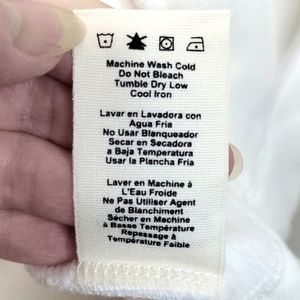 Machine Wash Cold
Do Not Bleach
Tumble Dry Low
Cool Iron
Lavar en Lavadora con
Agua Fria
No Usar Blanqueador
Secar en Secadora
a Baja Temperatura
Usar la Plancha Fria
Laver en Machine à
L'Eau Froide
Ne Pas Utiliser Agent
de Blanchiment
Sécher en Machine
à Basse Température
Repassage à
Température Faible